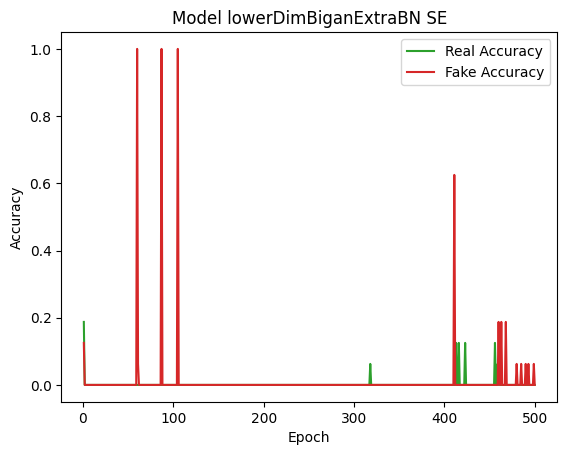 Model lowerDimBiganExtraBN SE
Real Accuracy
Fake Accuracy
1.0
0.8
0.6
0.4
0.2
0.0
Accuracy
0 100 200 300 400 500
Epoch